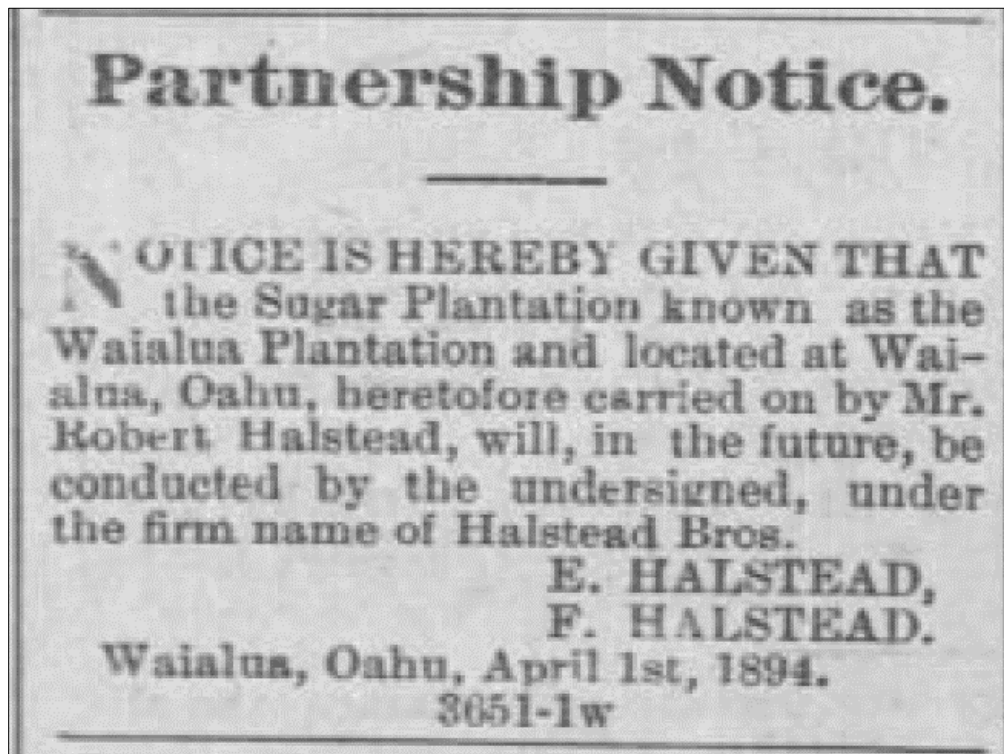 Partnership Notice.
NOTICE IS HEREBY GIVEN THAT
the Sugar Plantation known as the
Waialua Plantation and located at Wai-
alua, Oahu, heretofore carried on by Mr.
Robert Halstead, will, in the future, be
conducted by the undersigned, under
the firm name of Halstead Bros.
E. HALSTEAD,
F. HALSTEAD.
Waialua, Oahu, April 1st, 1894.
3651-1w